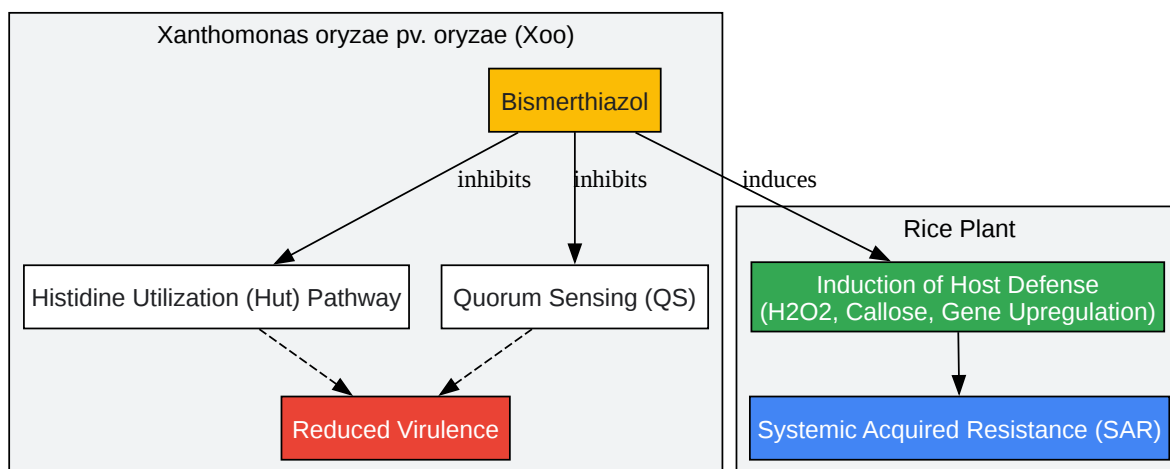 Xanthomonas oryzae pv. oryzae (Xoo)
Bismerthiazol
inhibits
inhibits
induces
Rice Plant
Histidine Utilization (Hut) Pathway
Quorum Sensing (QS)
Induction of Host Defense
(H2O2, Callose, Gene Upregulation)
Reduced Virulence
Systemic Acquired Resistance (SAR)